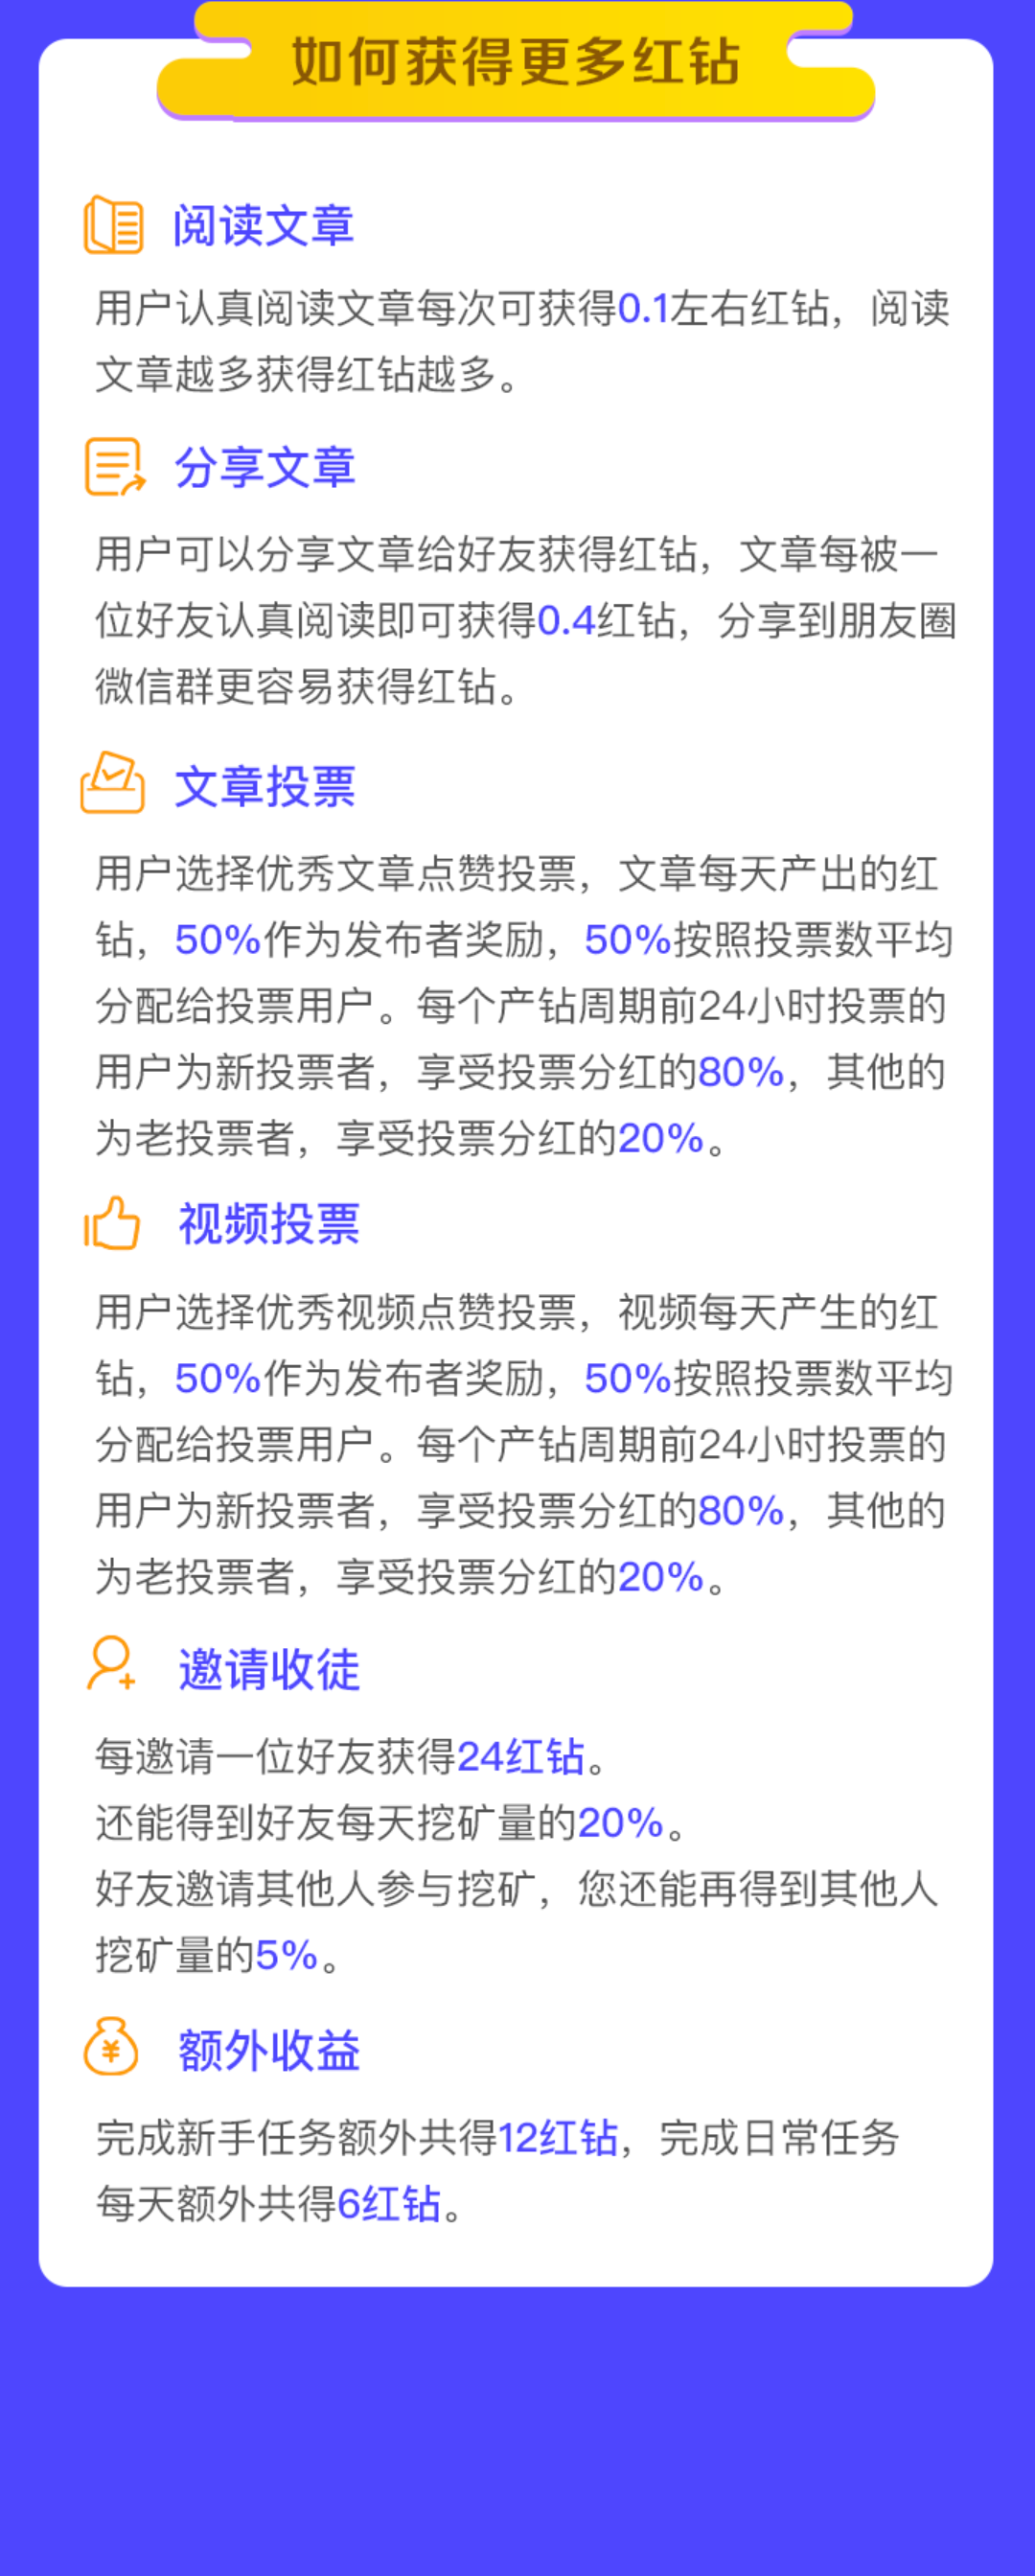 如何获得更多红钻
阅读文章
用户认真阅读文章每次可获得0.1左右红钻，阅读
文章越多获得红钻越多。
分享文章
用户可以分享文章给好友获得红钻，文章每被一
位好友认真阅读即可获得0.4红钻，分享到朋友圈
微信群更容易获得红钻。
文章投票
用户选择优秀文章点赞投票，文章每天产出的红
钻，50%作为发布者奖励，50%按照投票数平均
分配给投票用户。每个产钻周期前24小时投票的
用户为新投票者，享受投票分红的80%，其他的
为老投票者，享受投票分红的20%。
视频投票
用户选择优秀视频点赞投票，视频每天产生的红
钻，50%作为发布者奖励，50%按照投票数平均
分配给投票用户。每个产钻周期前24小时投票的
用户为新投票者，享受投票分红的80%，其他的
为老投票者，享受投票分红的20%。
邀请收徒
每邀请一位好友获得24红钻。
还能得到好友每天挖矿量的20%。
好友邀请其他人参与挖矿，您还能再得到其他人
挖矿量的5%。
额外收益
完成新手任务额外共得12红钻，完成日常任务
每天额外共得6红钻。